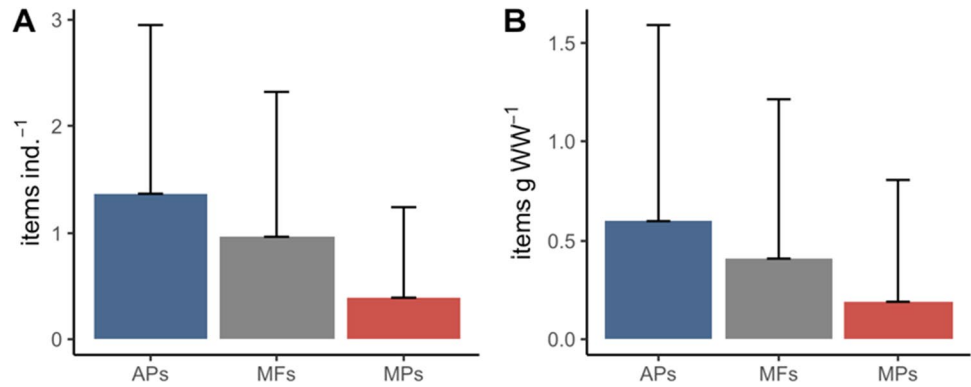 A
items ind.⁻¹
3
2
1
0
APs MFs MPs
B
items g WW⁻¹
1.5
1.0
0.5
0.0
APs MFs MPs